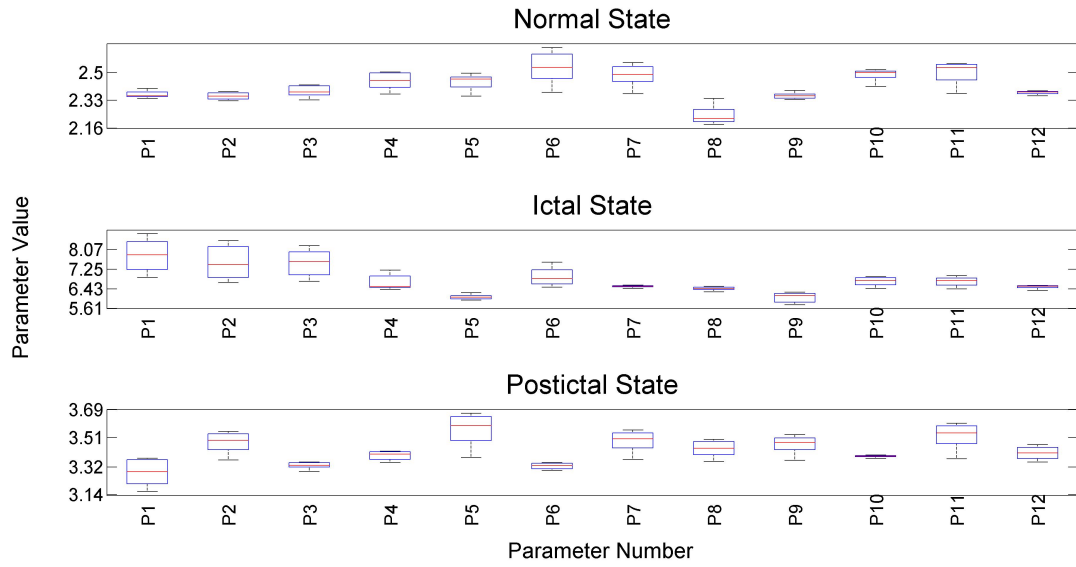 Normal State
2.5
2.33
2.16
P1 P2 P3 P4 P5 P6 P7 P8 P9 P10 P11 P12
Ictal State
Parameter Value
8.07
7.25
6.43
5.61
P1 P2 P3 P4 P5 P6 P7 P8 P9 P10 P11 P12
Postictal State
3.69
3.51
3.32
3.14
P1 P2 P3 P4 P5 P6 P7 P8 P9 P10 P11 P12
Parameter Number